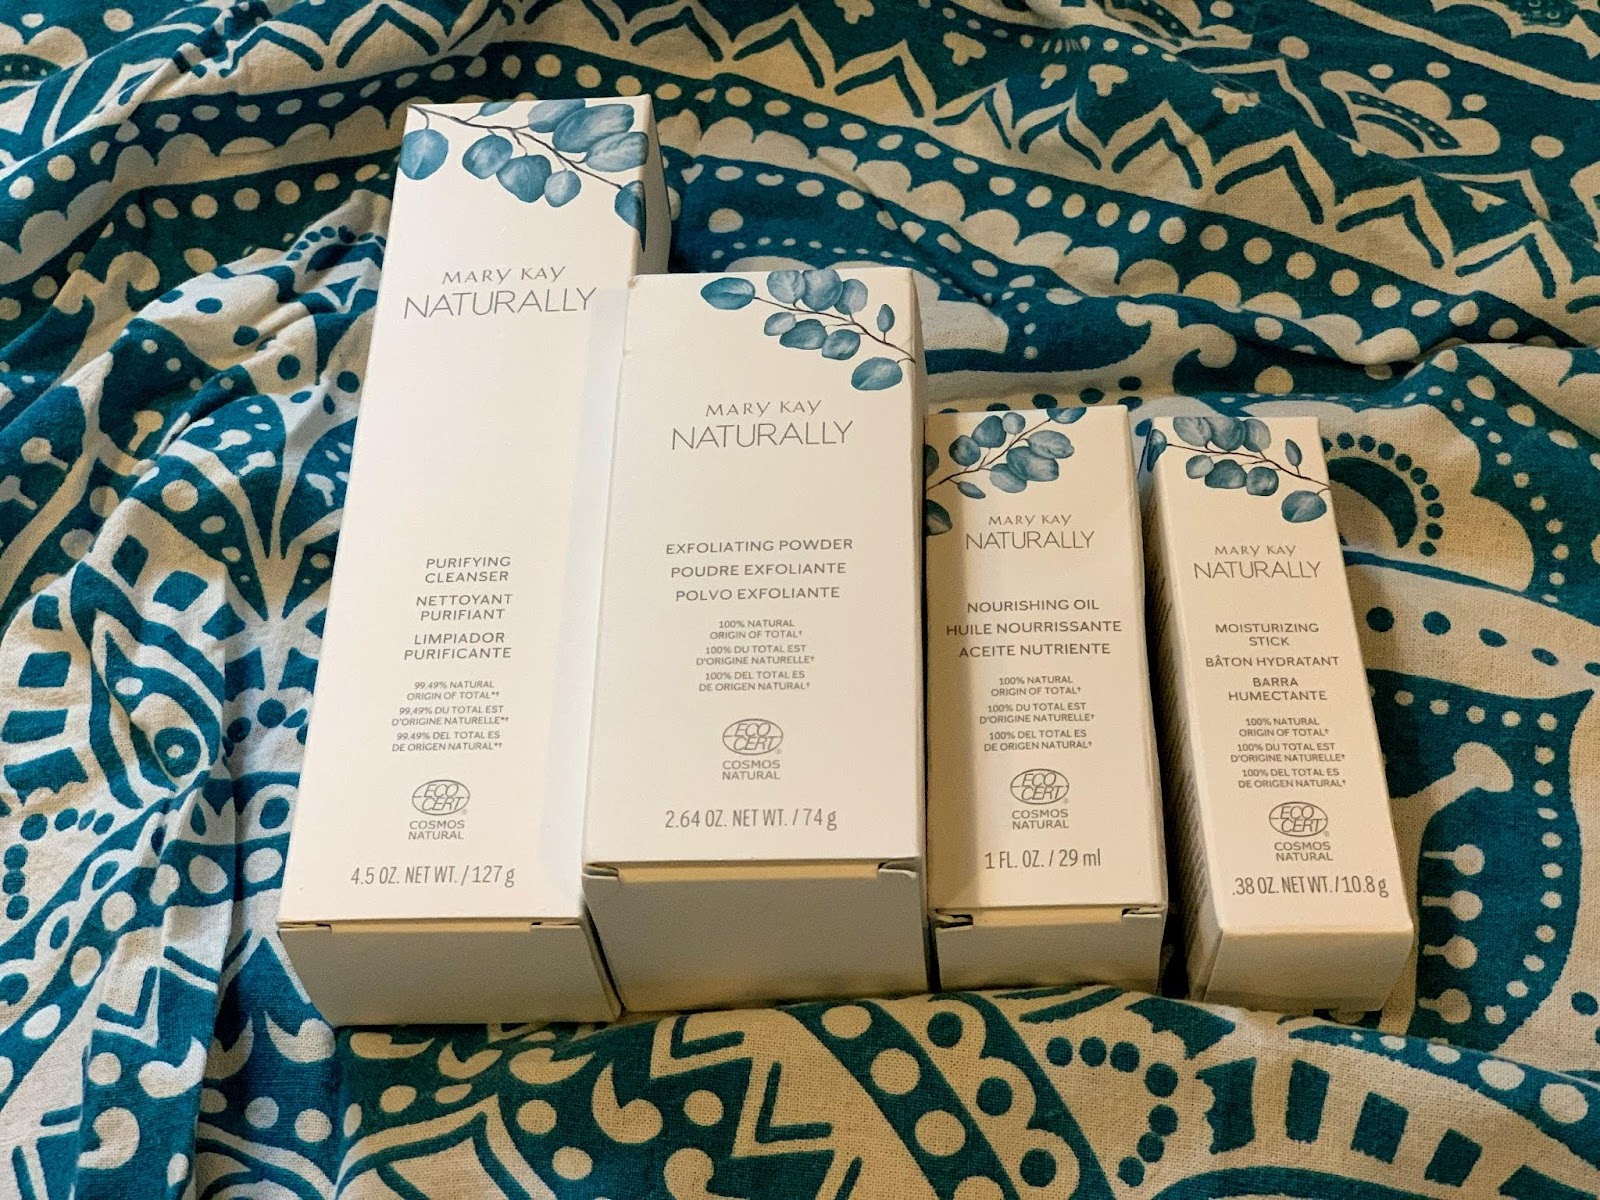 MARY KAY
NATURALLY
PURIFYING
CLEANSER
NETTOYANT
PURIFIANT
LIMPIADOR
PURIFICANTE
99.49% NATURAL
ORIGIN OF TOTAL*†
99,49% DU TOTAL EST
D'ORIGINE NATURELLE*†
99.49% DEL TOTAL ES
DE ORIGEN NATURAL*†
ECO
CERT®
COSMOS
NATURAL
4.5 OZ. NET WT. / 127 g
MARY KAY
NATURALLY
EXFOLIATING POWDER
POUDRE EXFOLIANTE
POLVO EXFOLIANTE
100% NATURAL
ORIGIN OF TOTAL†
100% DU TOTAL EST
D'ORIGINE NATURELLE†
100% DEL TOTAL ES
DE ORIGEN NATURAL†
ECO
CERT®
COSMOS
NATURAL
2.64 OZ. NET WT. / 74 g
MARY KAY
NATURALLY
NOURISHING OIL
HUILE NOURRISSANTE
ACEITE NUTRIENTE
100% NATURAL
ORIGIN OF TOTAL†
100% DU TOTAL EST
D'ORIGINE NATURELLE†
100% DEL TOTAL ES
DE ORIGEN NATURAL†
ECO
CERT®
COSMOS
NATURAL
1 FL. OZ. / 29 ml
MARY KAY
NATURALLY
MOISTURIZING
STICK
BÂTON HYDRATANT
BARRA
HUMECTANTE
100% NATURAL
ORIGIN OF TOTAL†
100% DU TOTAL EST
D'ORIGINE NATURELLE†
100% DEL TOTAL ES
DE ORIGEN NATURAL†
ECO
CERT®
COSMOS
NATURAL
.38 OZ. NET WT. / 10.8 g